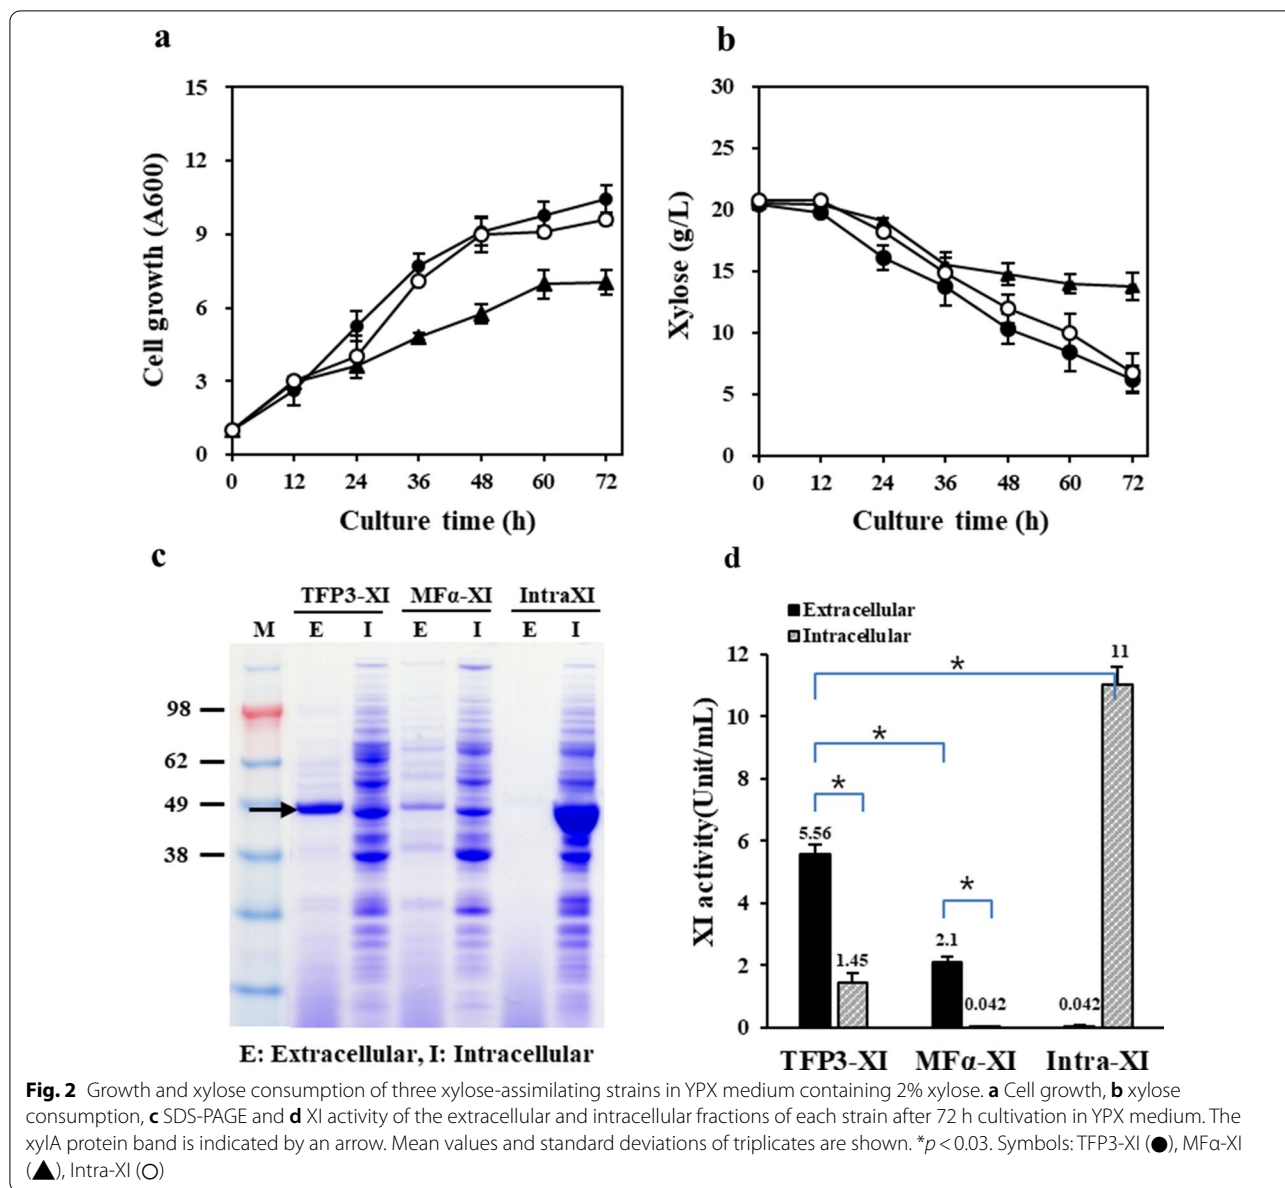 a
15
12
9
6
3
0
Cell growth (A600)
0 12 24 36 48 60 72
Culture time (h)
b
30
25
20
15
10
5
0
Xylose (g/L)
0 12 24 36 48 60 72
Culture time (h)
c
TFP3-XI MFα-XI IntraXI
M E I E I E I
98
62
49
38
E: Extracellular, I: Intracellular
d
Extracellular
Intracellular
12
10
8
6
4
2
0
XI activity(Unit/mL)
* 11
*
*
5.56
*
2.1
1.45
0.042 0.042
TFP3-XI MFα-XI Intra-XI
Fig. 2 Growth and xylose consumption of three xylose-assimilating strains in YPX medium containing 2% xylose. a Cell growth, b xylose
consumption, c SDS-PAGE and d XI activity of the extracellular and intracellular fractions of each strain after 72 h cultivation in YPX medium. The
xylA protein band is indicated by an arrow. Mean values and standard deviations of triplicates are shown. *p < 0.03. Symbols: TFP3-XI (●), MFα-XI
(▲), Intra-XI (○)